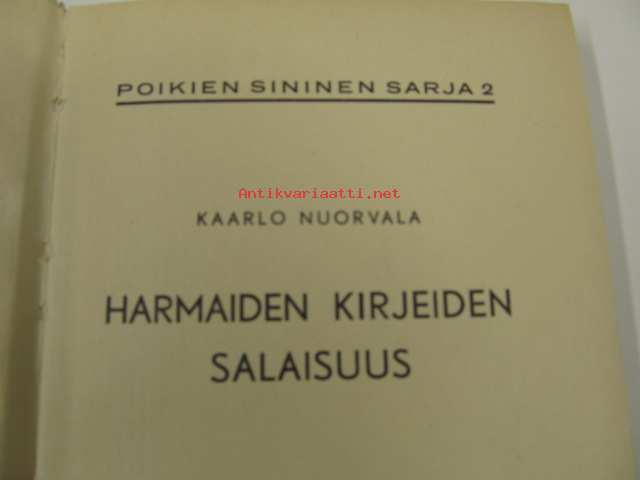 POIKIEN SININEN SARJA 2
Antikvariaatti.net
KAARLO NUORVALA
HARMAIDEN KIRJEIDEN
SALAISUUS